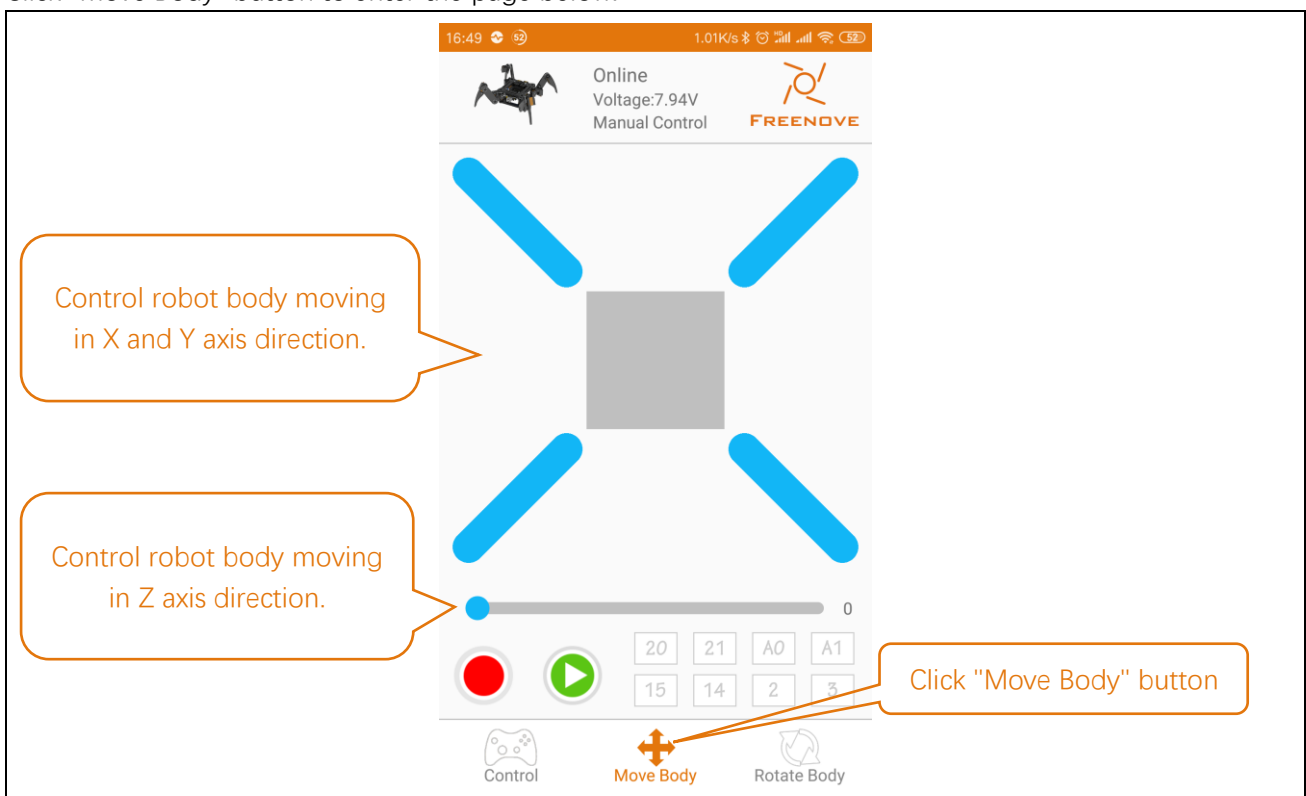 16:49 52 1.01K/s 52
Online
Voltage:7.94V
Manual Control
FREENOVE
Control robot body moving
in X and Y axis direction.
Control robot body moving
in Z axis direction.
0
20 21 A0 A1
15 14 2 3
Click "Move Body" button
Control Move Body Rotate Body